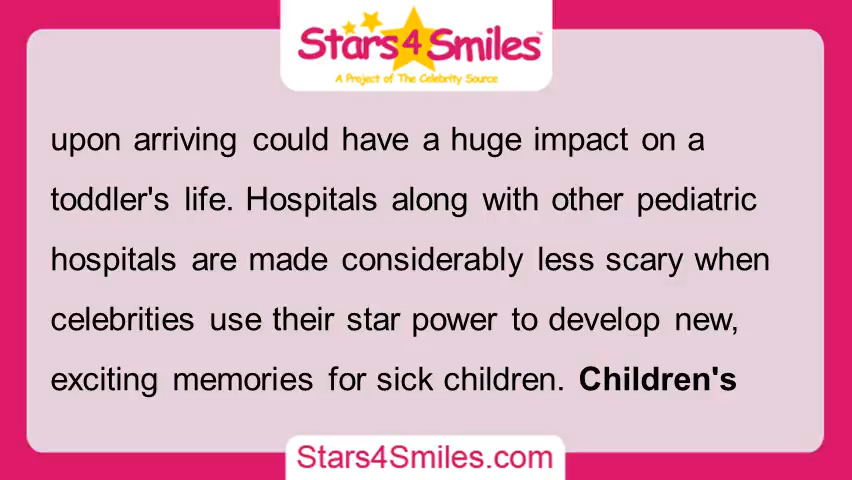 Stars4Smiles™
A Project of The Celebrity Source
upon arriving could have a huge impact on a
toddler's life. Hospitals along with other pediatric
hospitals are made considerably less scary when
celebrities use their star power to develop new,
exciting memories for sick children. Children's
Stars4Smiles.com